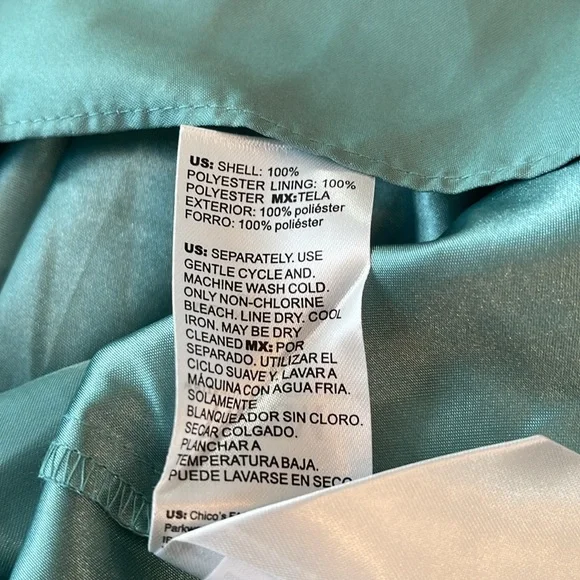 US: SHELL: 100%
POLYESTER LINING: 100%
POLYESTER MX:TELA
EXTERIOR: 100% poliéster
FORRO: 100% poliéster
US: SEPARATELY. USE
GENTLE CYCLE AND.
MACHINE WASH COLD.
ONLY NON-CHLORINE
BLEACH. LINE DRY. COOL
IRON. MAY BE DRY
CLEANED MX: POR
SEPARADO. UTILIZAR EL
CICLO SUAVE Y. LAVAR A
MÁQUINA CON AGUA FRIA.
SOLAMENTE
BLANQUEADOR SIN CLORO.
SECAR COLGADO.
PLANCHAR A
TEMPERATURA BAJA.
PUEDE LAVARSE EN SECO
US: Chico's